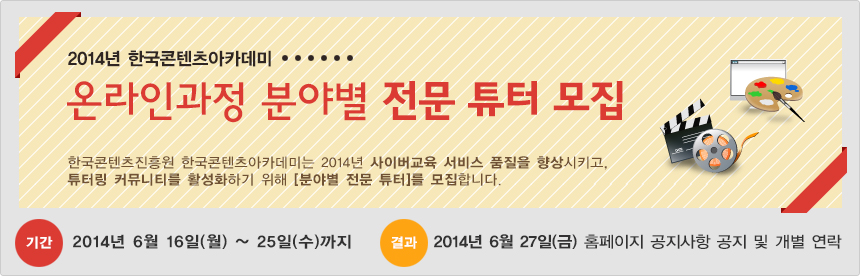 2014년 한국콘텐츠아카데미 ••••••
온라인과정 분야별 전문 튜터 모집
한국콘텐츠진흥원 한국콘텐츠아카데미는 2014년 사이버교육 서비스 품질을 향상시키고,
튜터링 커뮤니티를 활성화하기 위해 [분야별 전문 튜터]를 모집합니다.
기간 2014년 6월 16일(월) ~ 25일(수)까지 결과 2014년 6월 27일(금) 홈페이지 공지사항 공지 및 개별 연락